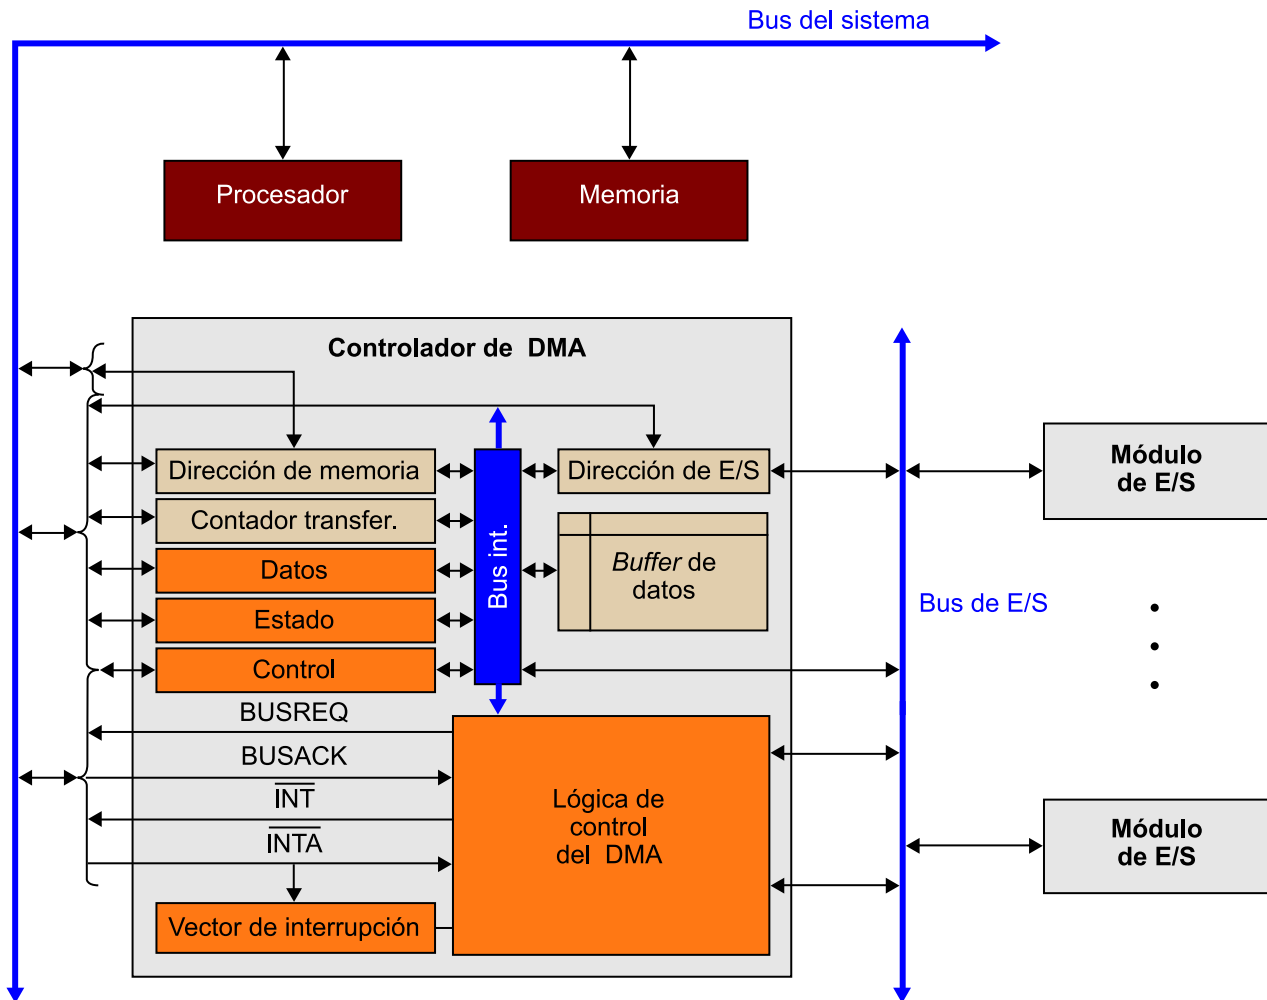 Bus del sistema
Procesador
Memoria
Controlador de DMA
Dirección de memoria
Dirección de E/S
Contador transfer.
Datos
Estado
Control
Bus int.
Buffer de
datos
Módulo
de E/S
Bus de E/S
BUSREQ
BUSACK
INT
INTA
Lógica de
control
del DMA
Vector de interrupción
Módulo
de E/S